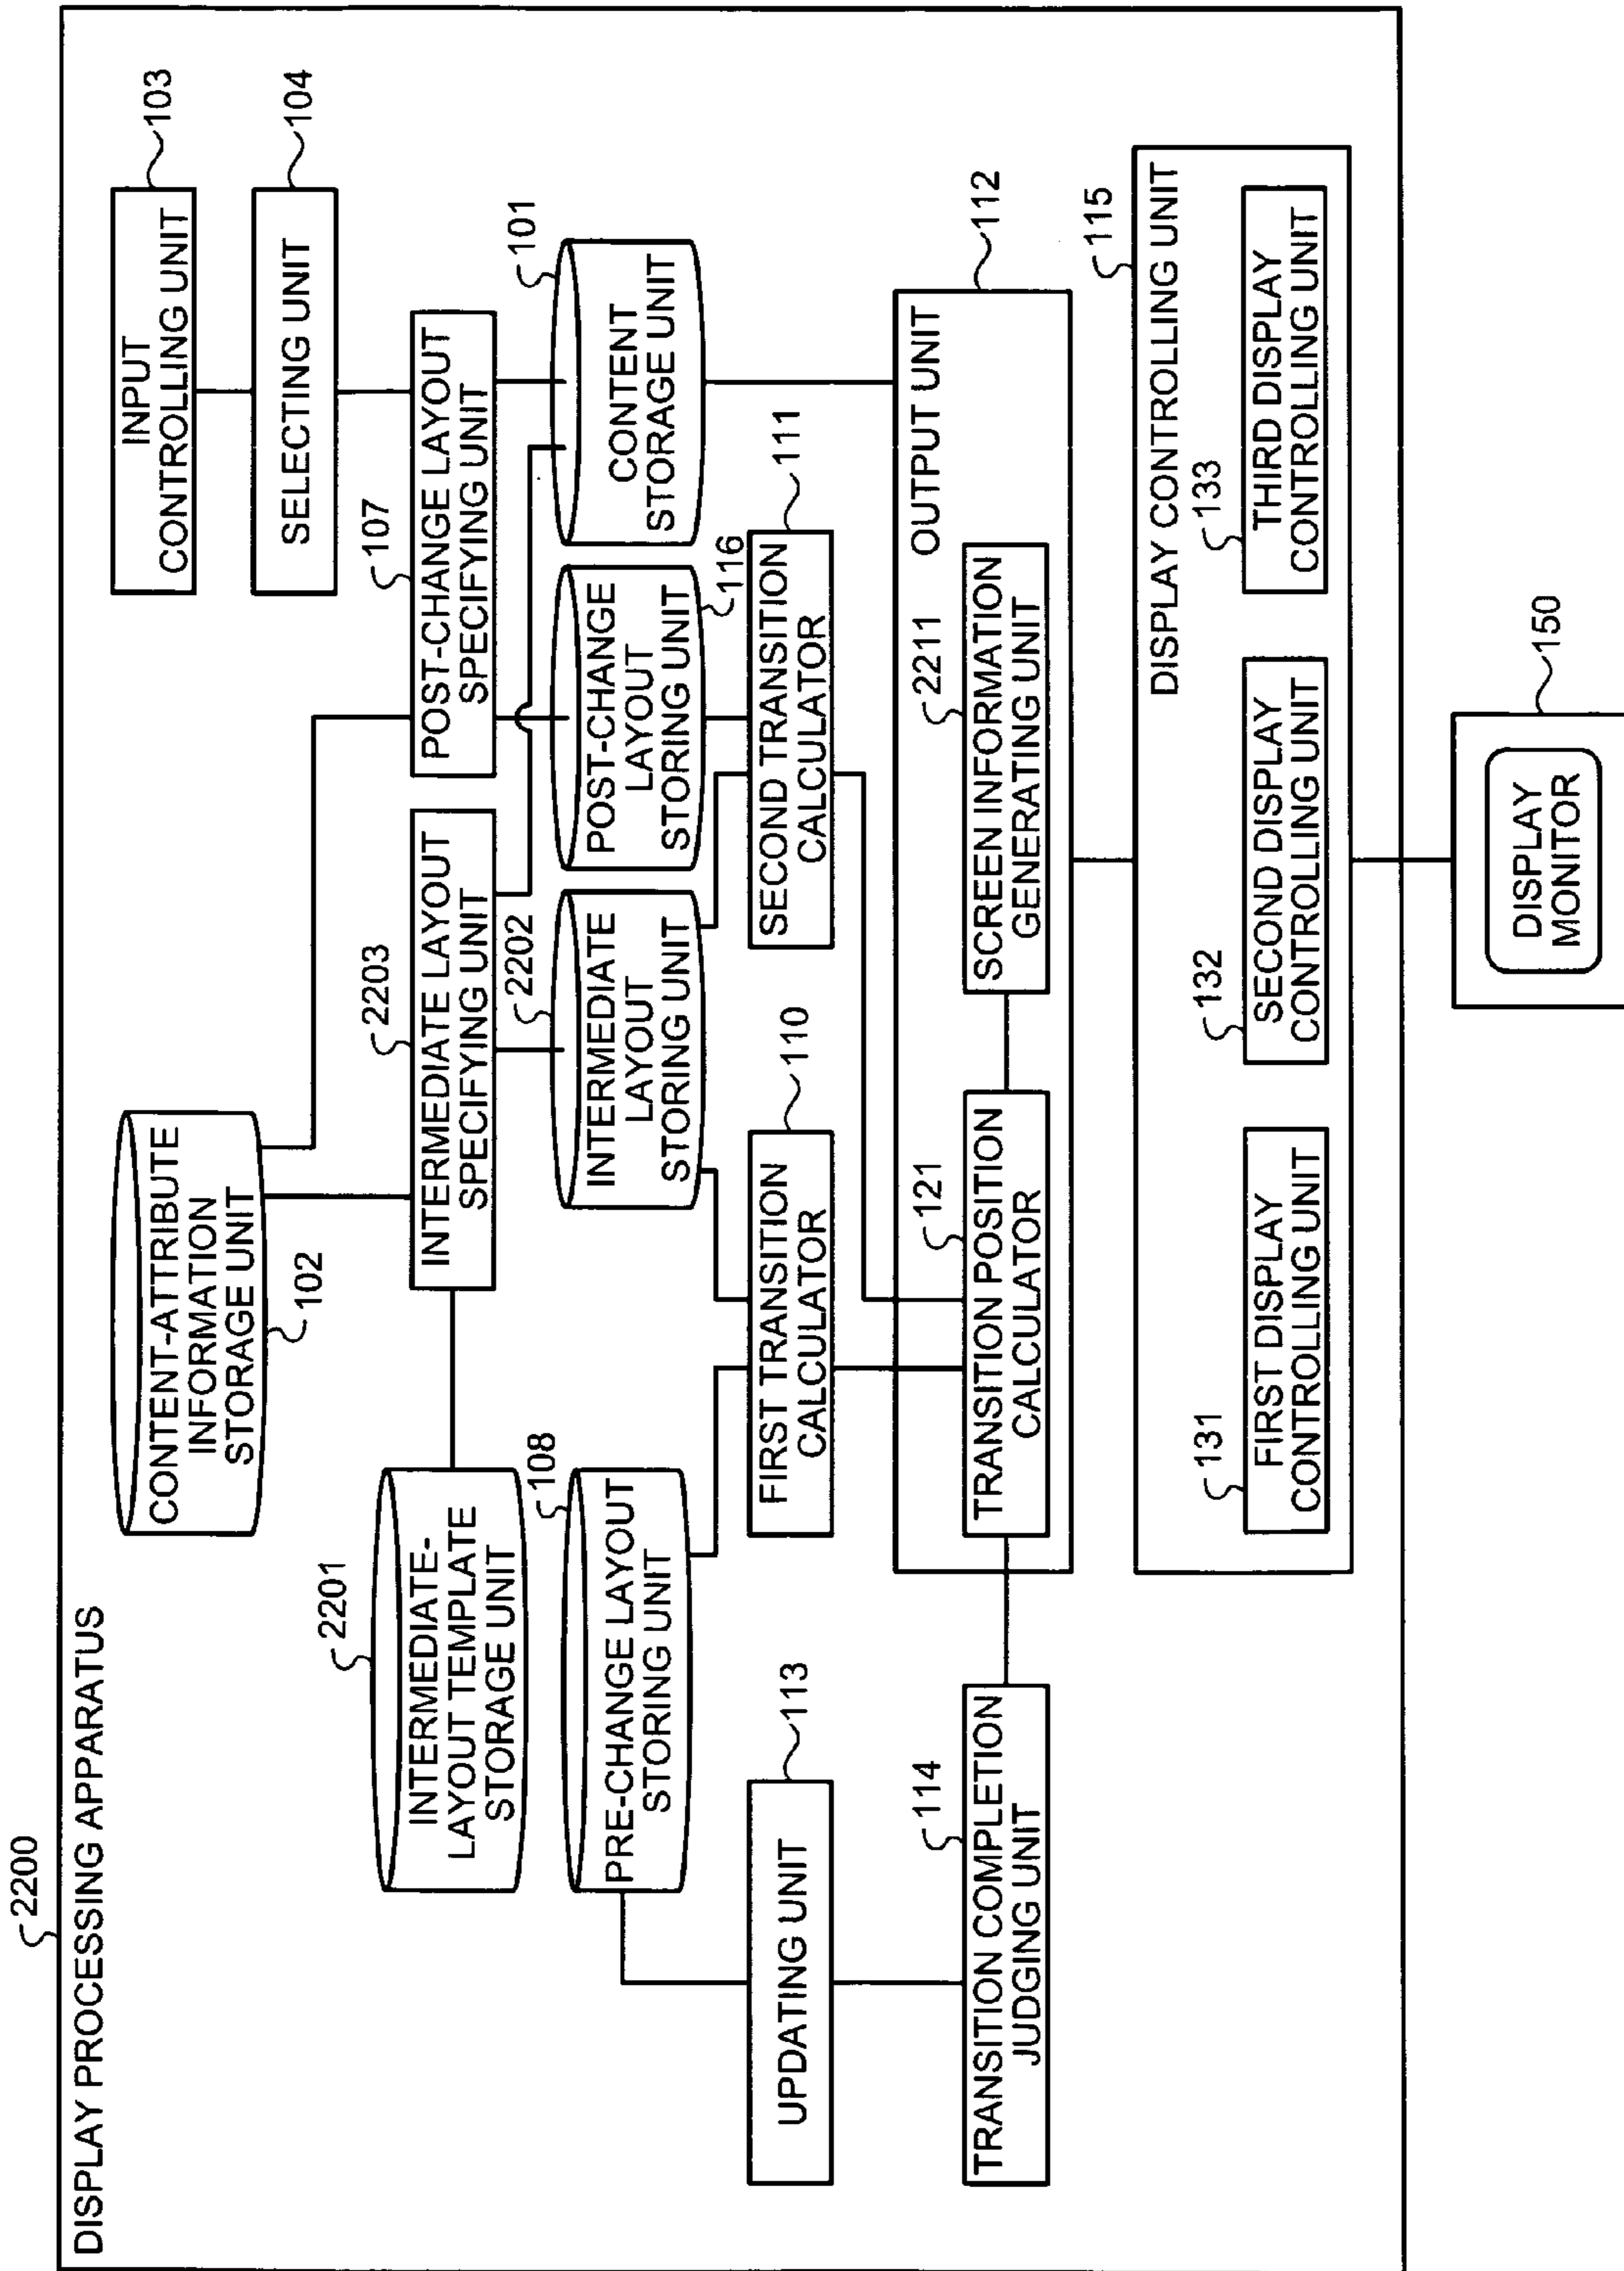 2200
DISPLAY PROCESSING APPARATUS
CONTENT-ATTRIBUTE
INFORMATION
STORAGE UNIT
102
INPUT
CONTROLLING UNIT
103
SELECTING UNIT
104
2201
INTERMEDIATE-
LAYOUT TEMPLATE
STORAGE UNIT
2203
INTERMEDIATE LAYOUT
SPECIFYING UNIT
107
POST-CHANGE LAYOUT
SPECIFYING UNIT
108
PRE-CHANGE LAYOUT
STORING UNIT
2202
INTERMEDIATE
LAYOUT
STORING UNIT
POST-CHANGE
LAYOUT
STORING UNIT
116
101
CONTENT
STORAGE UNIT
UPDATING UNIT
113
FIRST TRANSITION
CALCULATOR
110
SECOND TRANSITION
CALCULATOR
111
OUTPUT UNIT
112
114
TRANSITION COMPLETION
JUDGING UNIT
121
TRANSITION POSITION
CALCULATOR
2211
SCREEN INFORMATION
GENERATING UNIT
DISPLAY CONTROLLING UNIT
115
131
FIRST DISPLAY
CONTROLLING UNIT
132
SECOND DISPLAY
CONTROLLING UNIT
133
THIRD DISPLAY
CONTROLLING UNIT
150
DISPLAY
MONITOR